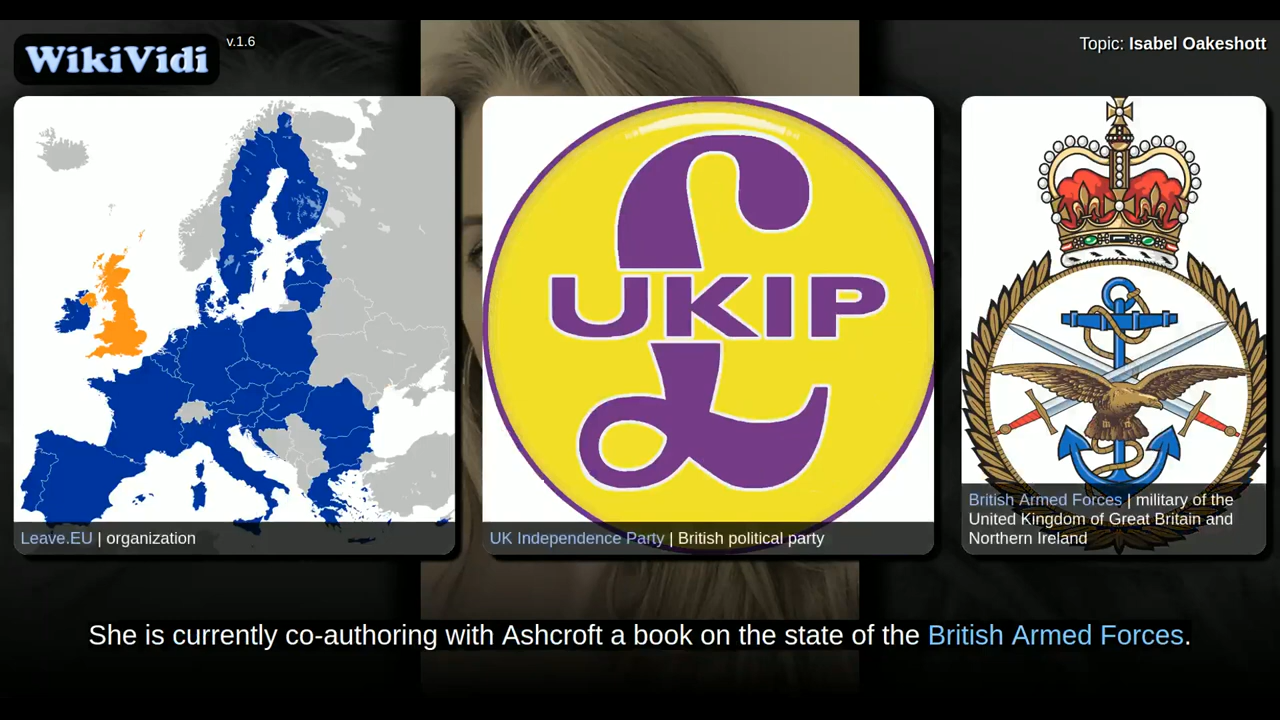 WikiVidi
v.1.6
Topic: Isabel Oakeshott
UKIP
Leave.EU | organization
UK Independence Party | British political party
British Armed Forces | military of the
United Kingdom of Great Britain and
Northern Ireland
She is currently co-authoring with Ashcroft a book on the state of the British Armed Forces.